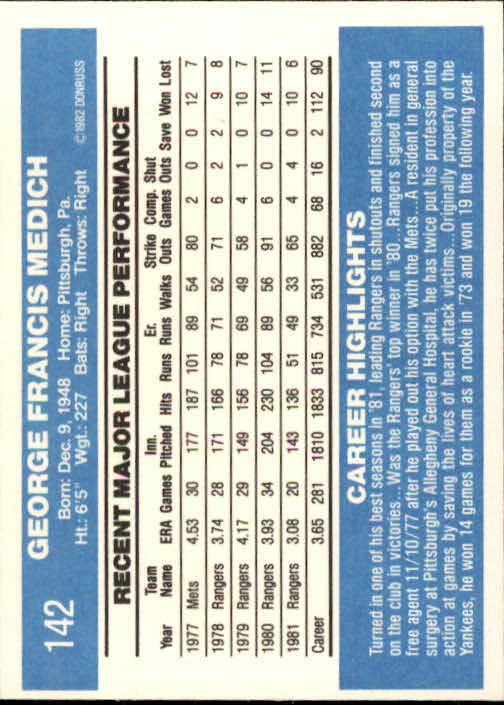 142 GEORGE FRANCIS MEDICH
Born: Dec. 9, 1948 Home: Pittsburgh, Pa.
Ht.: 6'5" Wgt.: 227 Bats: Right Throws: Right ©1982 DONRUSS
RECENT MAJOR LEAGUE PERFORMANCE
Team Inn. Er. Strike Comp. Shut
Year Name ERA Games Pitched Hits Runs Runs Walks Outs Games Outs Save Won Lost
1977 Mets 4.53 30 177 187 101 89 54 80 2 0 0 12 7
1978 Rangers 3.74 28 171 166 78 71 52 71 6 2 2 9 8
1979 Rangers 4.17 29 149 156 78 69 49 58 4 1 0 10 7
1980 Rangers 3.93 34 204 230 104 89 56 91 6 0 0 14 11
1981 Rangers 3.08 20 143 136 51 49 33 65 4 4 0 10 6
Career 3.65 281 1810 1833 815 734 531 882 68 16 2 112 90
CAREER HIGHLIGHTS
Turned in one of his best seasons in '81, leading Rangers in shutouts and finished second
on the club in victories...Was the Rangers' top winner in '80...Rangers signed him as a
free agent 11/10/77 after he played out his option with the Mets...A resident in general
surgery at Pittsburgh's Allegheny General Hospital, he has twice put his profession into
action at games by saving the lives of heart attack victims...Originally property of the
Yankees, he won 14 games for them as a rookie in '73 and won 19 the following year.